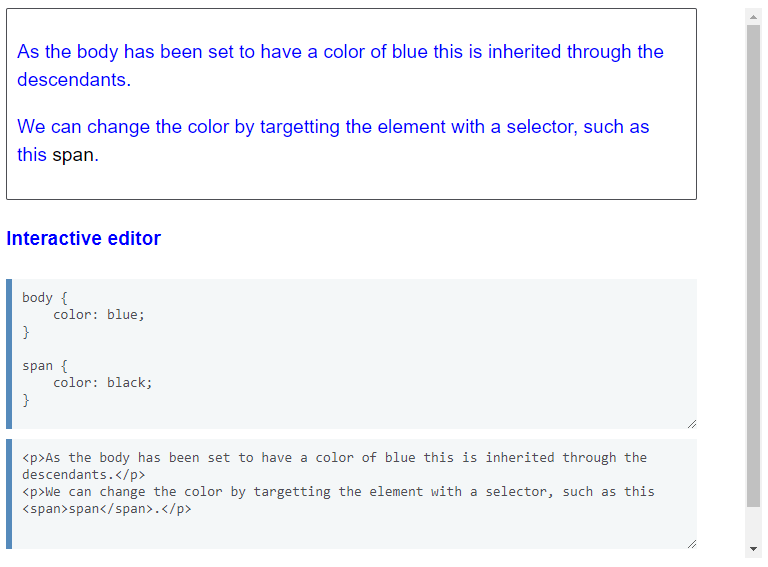 As the body has been set to have a color of blue this is inherited through the
descendants.
We can change the color by targetting the element with a selector, such as
this span.
Interactive editor
body {
    color: blue;
}
span {
    color: black;
}
<p>As the body has been set to have a color of blue this is inherited through the
descendants.</p>
<p>We can change the color by targetting the element with a selector, such as this
<span>span</span>.</p>